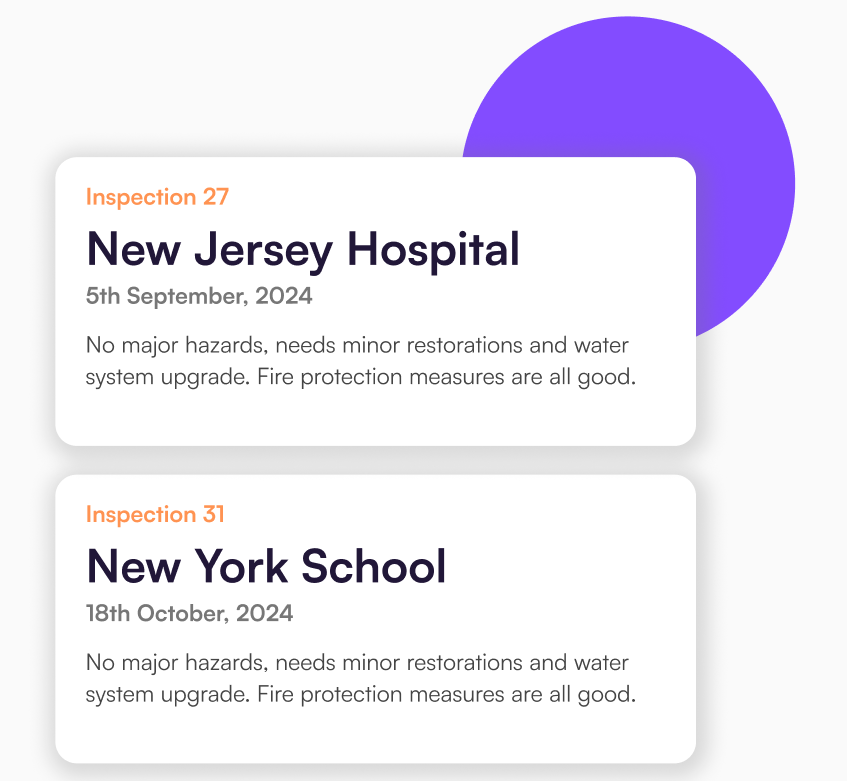 Inspection 27
New Jersey Hospital
5th September, 2024
No major hazards, needs minor restorations and water
system upgrade. Fire protection measures are all good.
Inspection 31
New York School
18th October, 2024
No major hazards, needs minor restorations and water
system upgrade. Fire protection measures are all good.